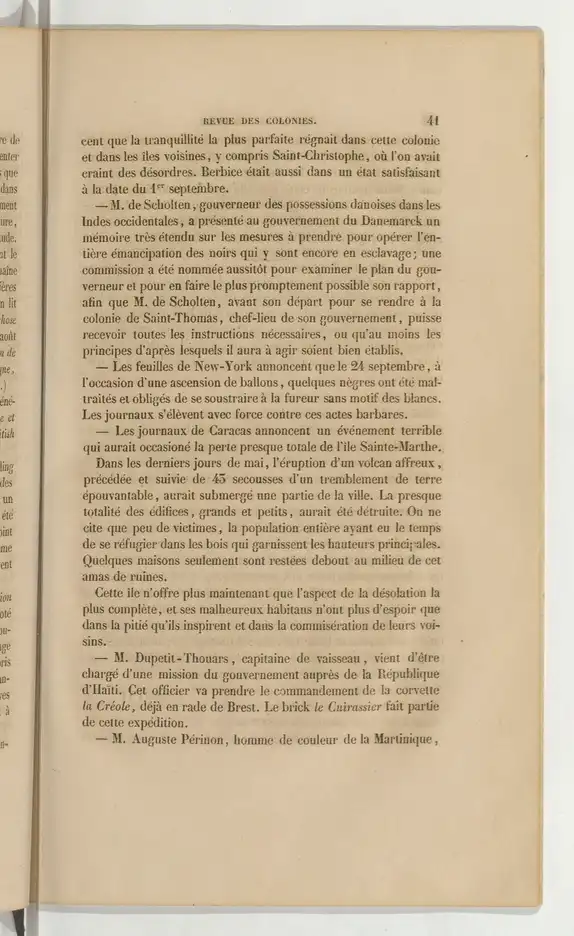 REVUE DES COLONIES. 41
cent que la tranquillité la plus parfaite régnait dans cette colonie
et dans les îles voisines, y compris Saint-Christophe, où l'on avait
craint des désordres. Berbice était aussi dans un état satisfaisant
à la date du 1er septembre.
— M. de Scholten, gouverneur des possessions danoises dans les
Indes occidentales, a présenté au gouvernement du Danemarck un
mémoire très étendu sur les mesures à prendre pour opérer l'en-
tière émancipation des noirs qui y sont encore en esclavage; une
commission a été nommée aussitôt pour examiner le plan du gou-
verneur et pour en faire le plus promptement possible son rapport,
afin que M. de Scholten, avant son départ pour se rendre à la
colonie de Saint-Thomas, chef-lieu de son gouvernement, puisse
recevoir toutes les instructions nécessaires, ou qu'au moins les
principes d'après lesquels il aura à agir soient bien établis.
— Les feuilles de New-York annoncent que le 24 septembre, à
l'occasion d'une ascension de ballons, quelques nègres ont été mal-
traités et obligés de se soustraire à la fureur sans motif des blancs.
Les journaux s'élèvent avec force contre ces actes barbares.
— Les journaux de Caracas annoncent un événement terrible
qui aurait occasioné la perte presque totale de l'île Sainte-Marthe.
Dans les derniers jours de mai, l'éruption d'un volcan affreux,
précédée et suivie de 45 secousses d'un tremblement de terre
épouvantable, aurait submergé une partie de la ville. La presque
totalité des édifices, grands et petits, aurait été détruite. On ne
cite que peu de victimes, la population entière ayant eu le temps
de se réfugier dans les bois qui garnissent les hauteurs principales.
Quelques maisons seulement sont restées debout au milieu de cet
amas de ruines.
Cette île n'offre plus maintenant que l'aspect de la désolation la
plus complète, et ses malheureux habitans n'ont plus d'espoir que
dans la pitié qu'ils inspirent et dans la commisération de leurs voi-
sins.
— M. Dupetit-Thouars, capitaine de vaisseau, vient d'être
chargé d'une mission du gouvernement auprès de la République
d'Haïti. Cet officier va prendre le commandement de la corvette
la Créole, déjà en rade de Brest. Le brick le Cuirassier fait partie
de cette expédition.
— M. Auguste Périnon, homme de couleur de la Martinique,